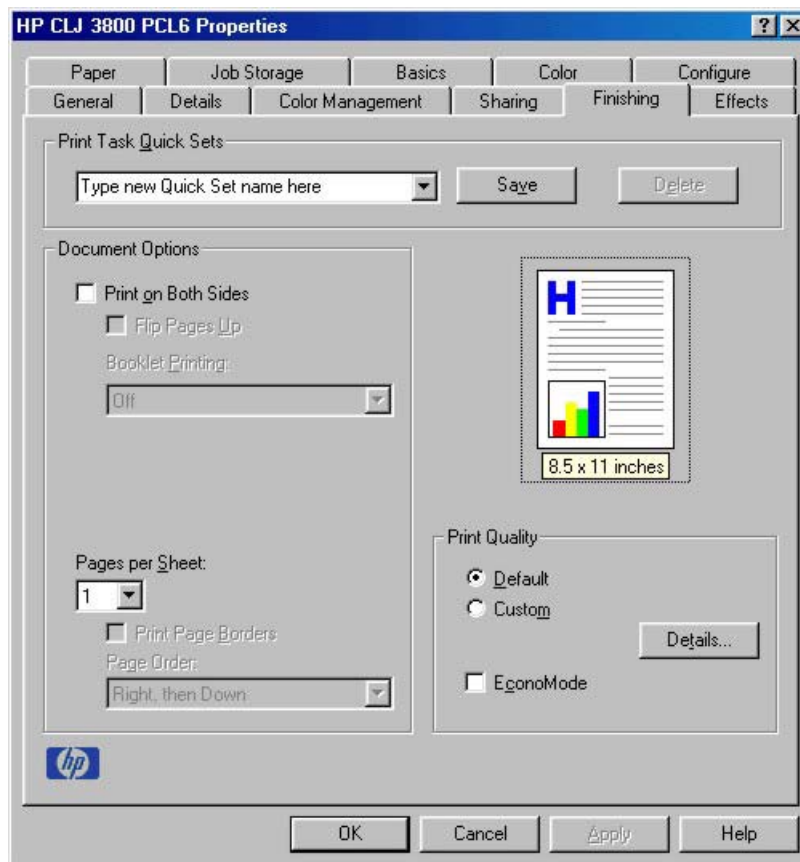 HP CLJ 3800 PCL6 Properties
Paper Job Storage Basics Color Configure
General Details Color Management Sharing Finishing Effects
Print Task Quick Sets
Type new Quick Set name here Save Delete
Document Options
Print on Both Sides
Flip Pages Up
Booklet Printing:
Off
H
8.5 x 11 inches
Pages per Sheet:
1
Print Page Borders
Page Order:
Right, then Down
Print Quality
Default
Custom
Details...
EconoMode
hp
OK Cancel Apply Help